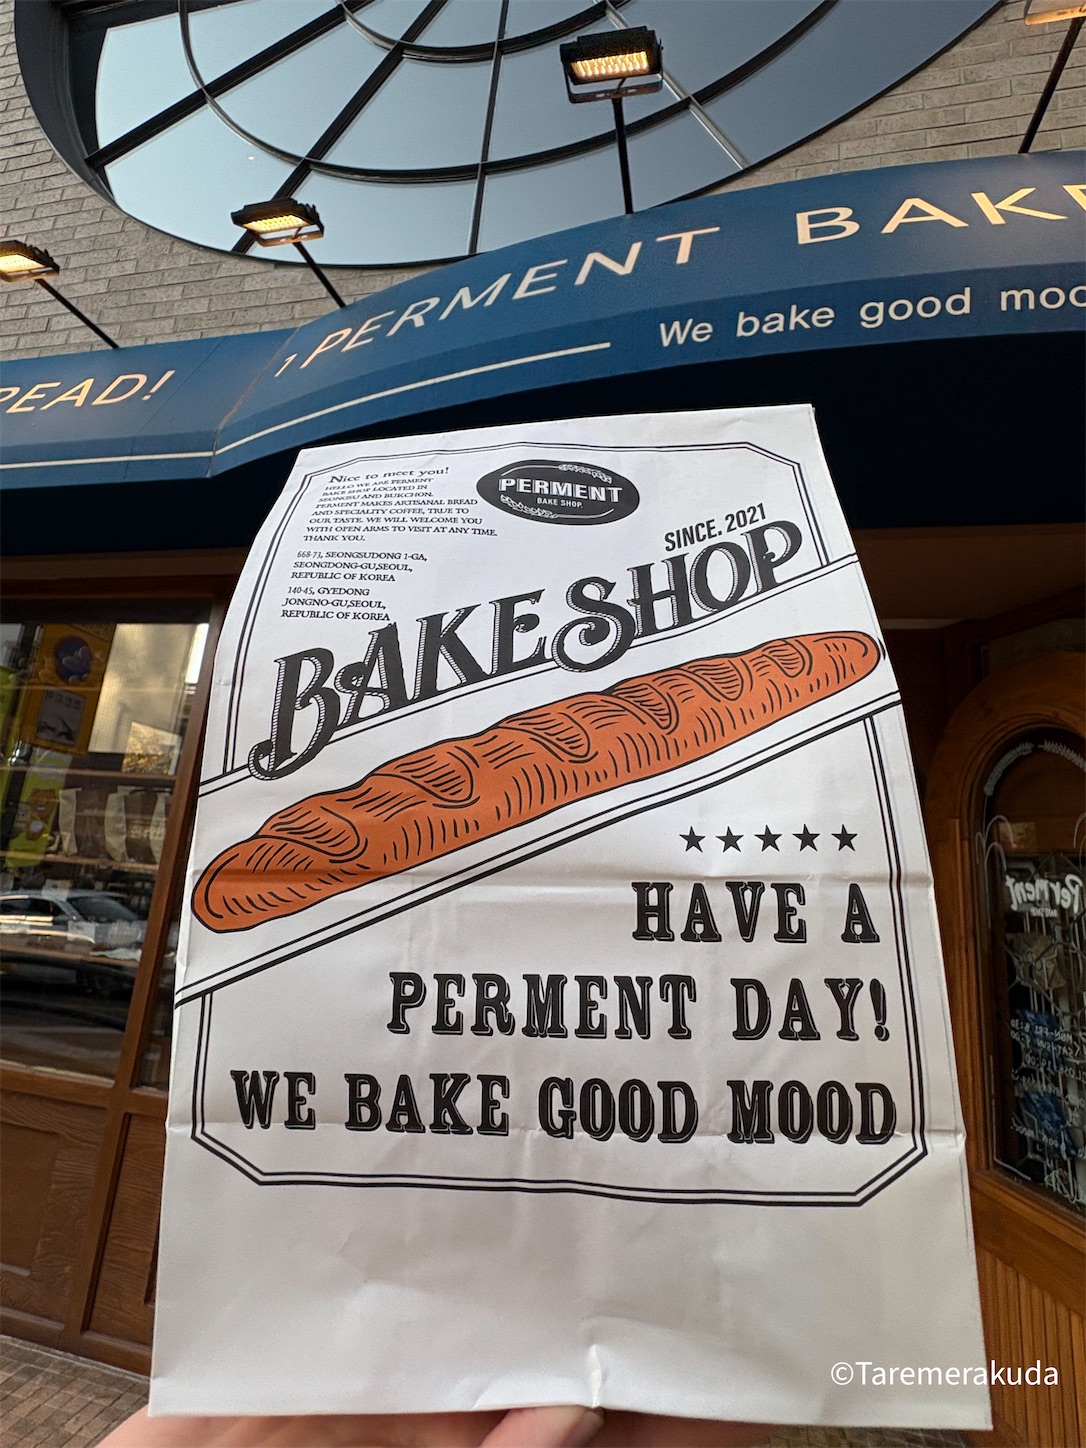 PERMENT BAKE
We bake good moo
READ!
Nice to meet you!
HELLO WE ARE PERMENT
BAKE SHOP LOCATED IN
SEONGSU AND BUKCHON.
PERMENT MAKES ARTISANAL BREAD
AND SPECIALITY COFFEE, TRUE TO
OUR TASTE. WE WILL WELCOME YOU
WITH OPEN ARMS TO VISIT AT ANY TIME.
THANK YOU.
668-73, SEONGSUDONG 1-GA,
SEONGDONG-GU,SEOUL,
REPUBLIC OF KOREA
140-45, GYEDONG
JONGNO-GU,SEOUL,
REPUBLIC OF KOREA
PERMENT
BAKE SHOP.
SINCE. 2021
BAKE SHOP
HAVE A
PERMENT DAY!
WE BAKE GOOD MOOD
Perment
©Taremerakuda